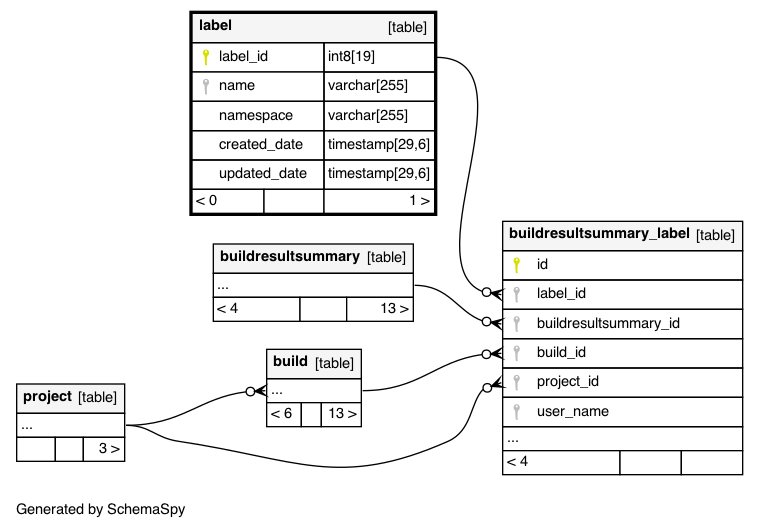 label [table]
label_id int8[19]
name varchar[255]
namespace varchar[255]
created_date timestamp[29,6]
updated_date timestamp[29,6]
< 0 1 >
buildresultsummary_label [table]
id
label_id
buildresultsummary_id
build_id
project_id
user_name
...
< 4
buildresultsummary [table]
...
< 4 13 >
build [table]
...
< 6 13 >
project [table]
...
3 >
Generated by SchemaSpy